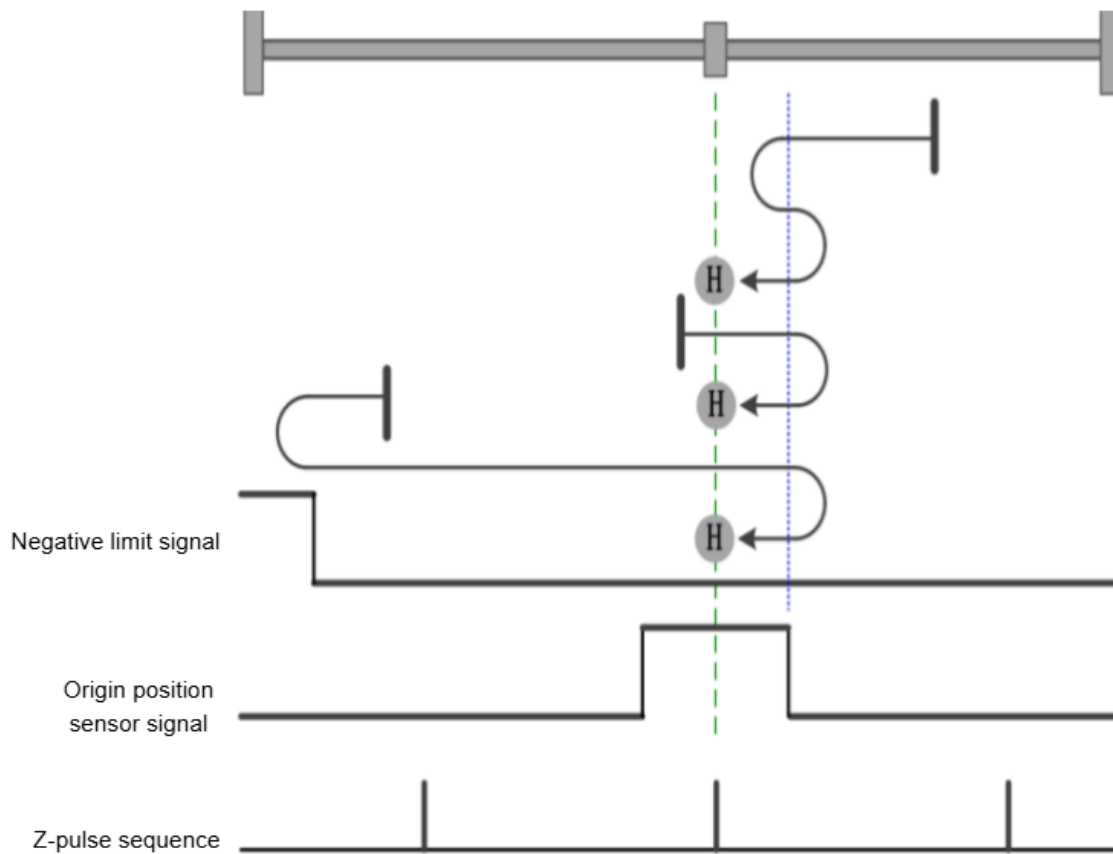 H
H
H
Negative limit signal
Origin position
sensor signal
Z-pulse sequence